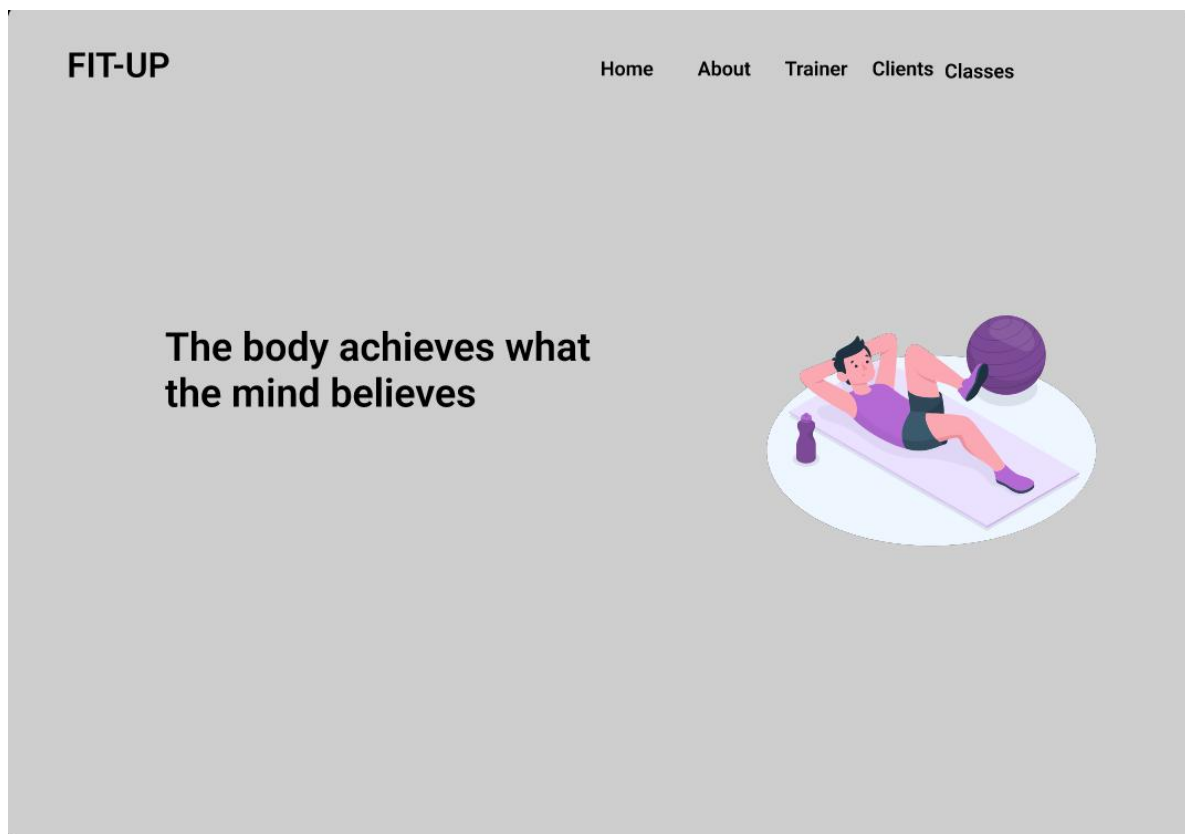 FIT-UP
Home About Trainer Clients Classes
The body achieves what
the mind believes